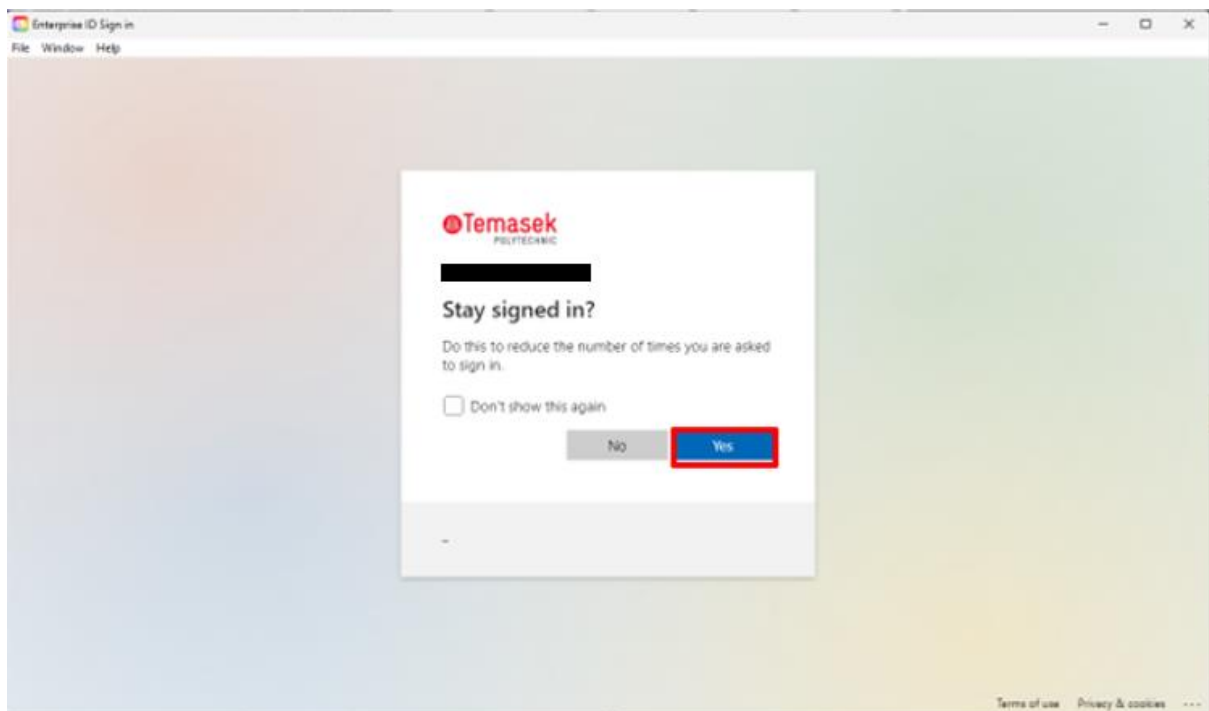 Enterprise ID Sign in
File Window Help
Temasek
POLYTECHNIC
Stay signed in?
Do this to reduce the number of times you are asked
to sign in.
Don't show this again
No Yes
Terms of use Privacy & cookies ...